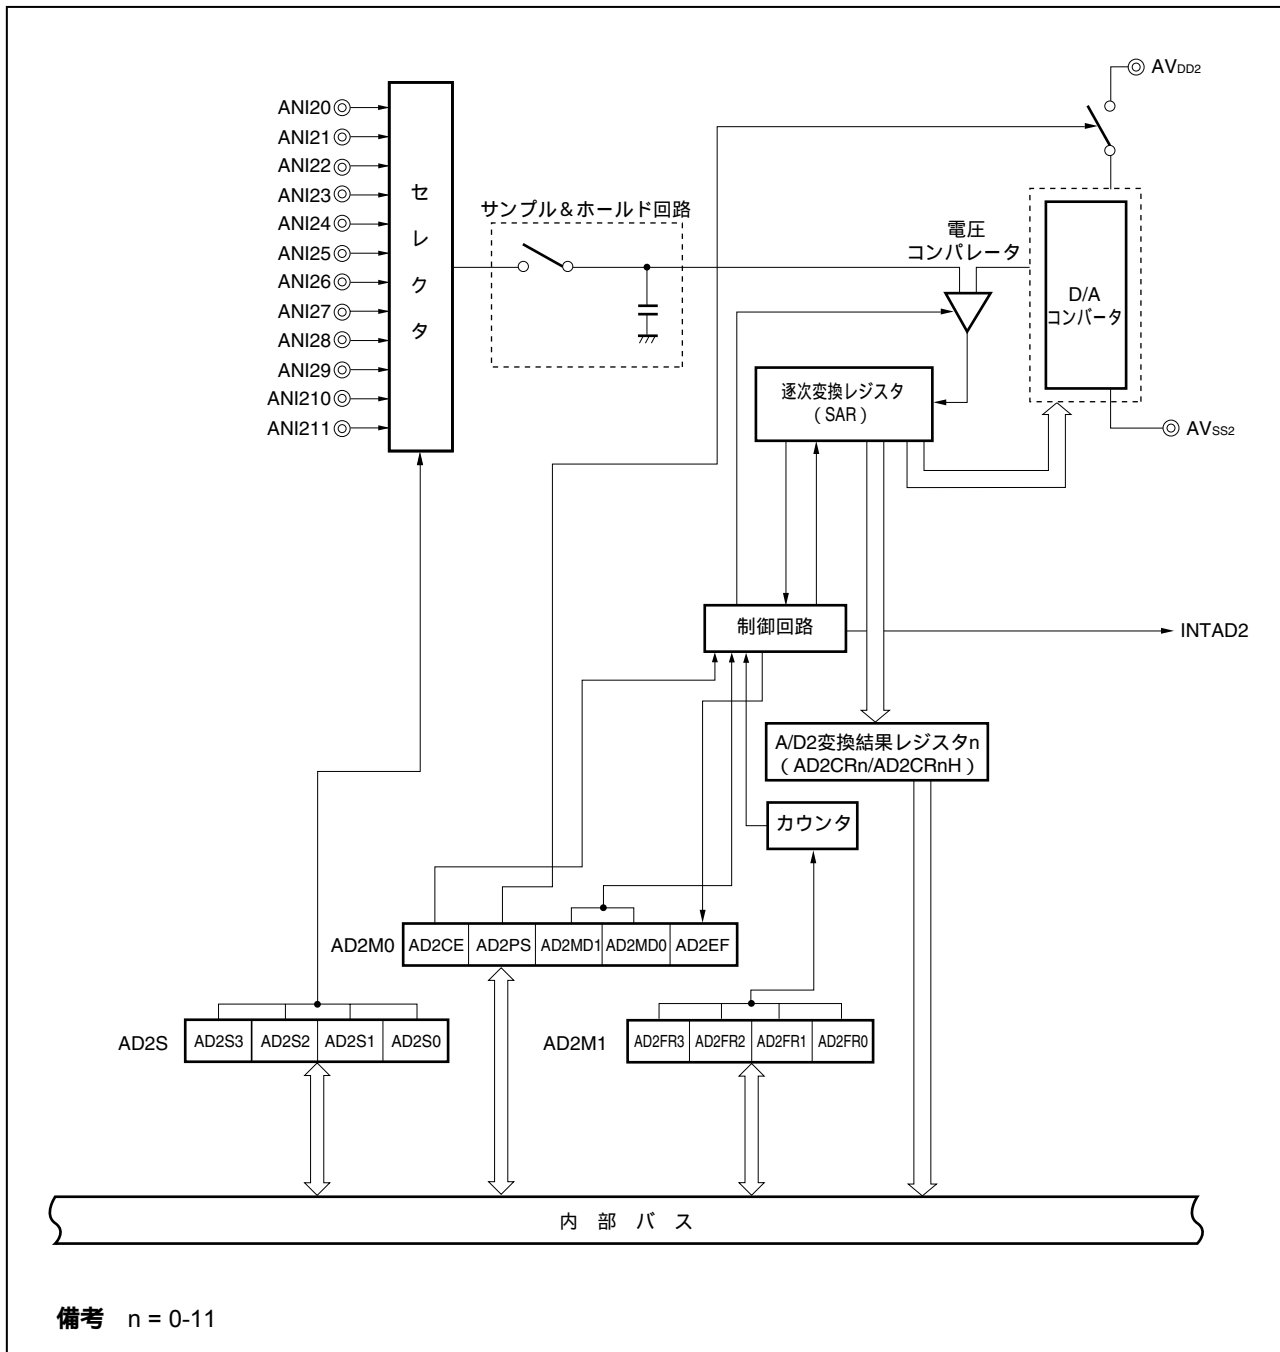 AVDD2
ANI20
ANI21
ANI22
ANI23
ANI24
ANI25
ANI26
ANI27
ANI28
ANI29
ANI210
ANI211
セレクタ
サンプル&ホールド回路
電圧
コンパレータ
D/A
コンバータ
逐次変換レジスタ
(SAR)
AVSS2
制御回路
INTAD2
A/D2変換結果レジスタn
(AD2CRn/AD2CRnH)
カウンタ
AD2M0 AD2CE AD2PS AD2MD1 AD2MD0 AD2EF
AD2S AD2S3 AD2S2 AD2S1 AD2S0
AD2M1 AD2FR3 AD2FR2 AD2FR1 AD2FR0
内 部 バ ス
備考 n = 0-11